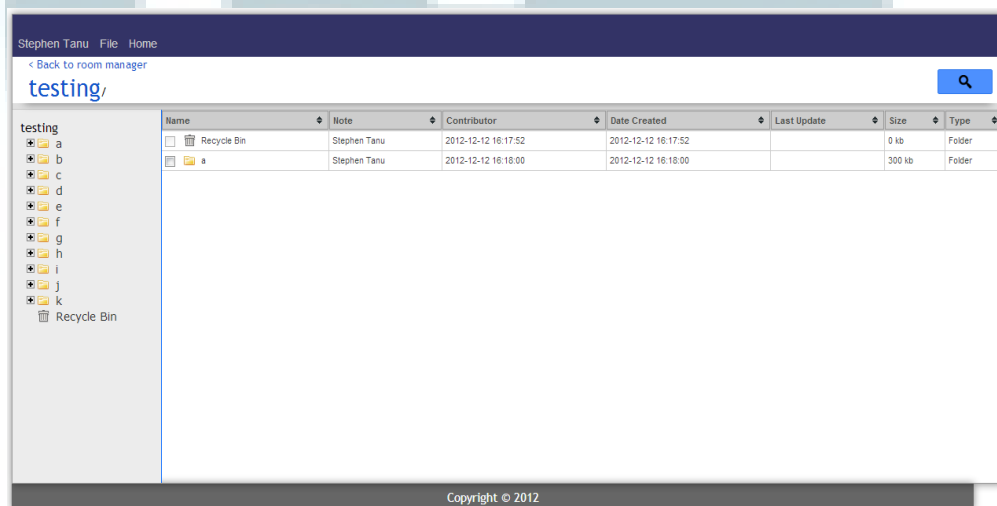 Stephen Tanu File Home
< Back to room manager
testing/
testing
a
b
c
d
e
f
g
h
i
j
k
Recycle Bin
Name Note Contributor Date Created Last Update Size Type
Recycle Bin Stephen Tanu 2012-12-12 16:17:52 2012-12-12 16:17:52 0 kb Folder
a Stephen Tanu 2012-12-12 16:18:00 2012-12-12 16:18:00 300 kb Folder
Copyright © 2012